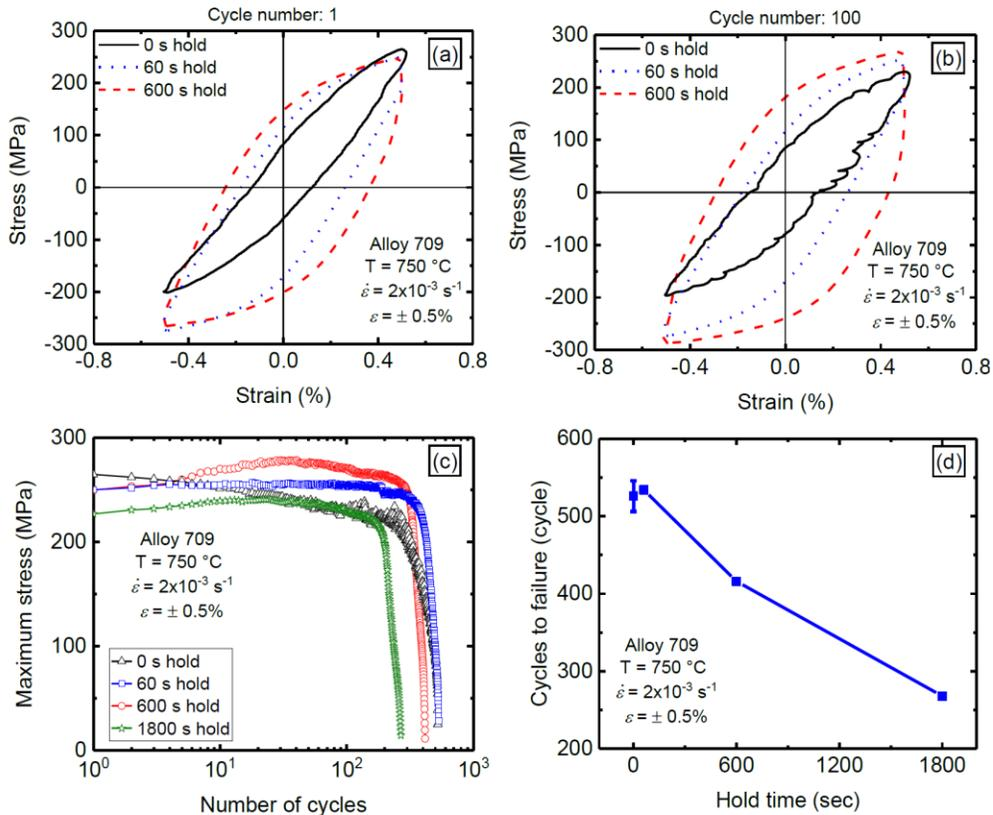 Cycle number: 1
(a)
0 s hold
60 s hold
600 s hold
300
200
100
0
-100
-200
-300
Stress (MPa)
Alloy 709
T = 750 °C
ε̇ = 2x10⁻³ s⁻¹
ε = ± 0.5%
-0.8 -0.4 0.0 0.4 0.8
Strain (%)
Cycle number: 100
(b)
0 s hold
60 s hold
600 s hold
300
200
100
0
-100
-200
-300
Stress (MPa)
Alloy 709
T = 750 °C
ε̇ = 2x10⁻³ s⁻¹
ε = ± 0.5%
-0.8 -0.4 0.0 0.4 0.8
Strain (%)
(c)
300
200
100
0
Maximum stress (MPa)
Alloy 709
T = 750 °C
ε̇ = 2x10⁻³ s⁻¹
ε = ± 0.5%
0 s hold
60 s hold
600 s hold
1800 s hold
10⁰ 10¹ 10² 10³
Number of cycles
(d)
600
500
400
300
200
Cycles to failure (cycle)
Alloy 709
T = 750 °C
ε̇ = 2x10⁻³ s⁻¹
ε = ± 0.5%
0 600 1200 1800
Hold time (sec)